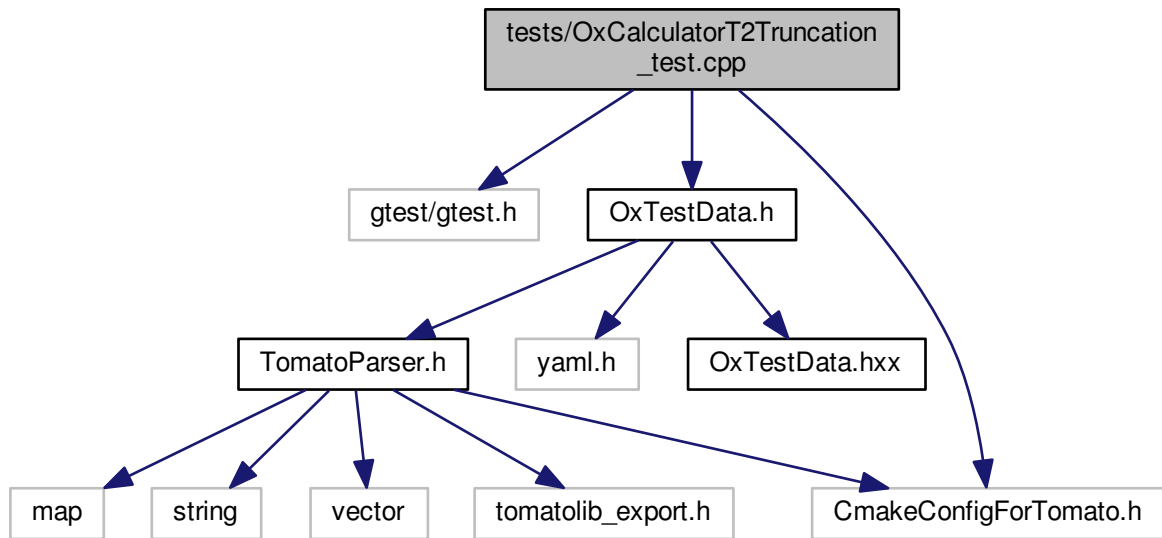 tests/OxCalculatorT2Truncation
_test.cpp
gtest/gtest.h
OxTestData.h
TomatoParser.h
yaml.h
OxTestData.hxx
map
string
vector
tomatolib_export.h
CmakeConfigForTomato.h